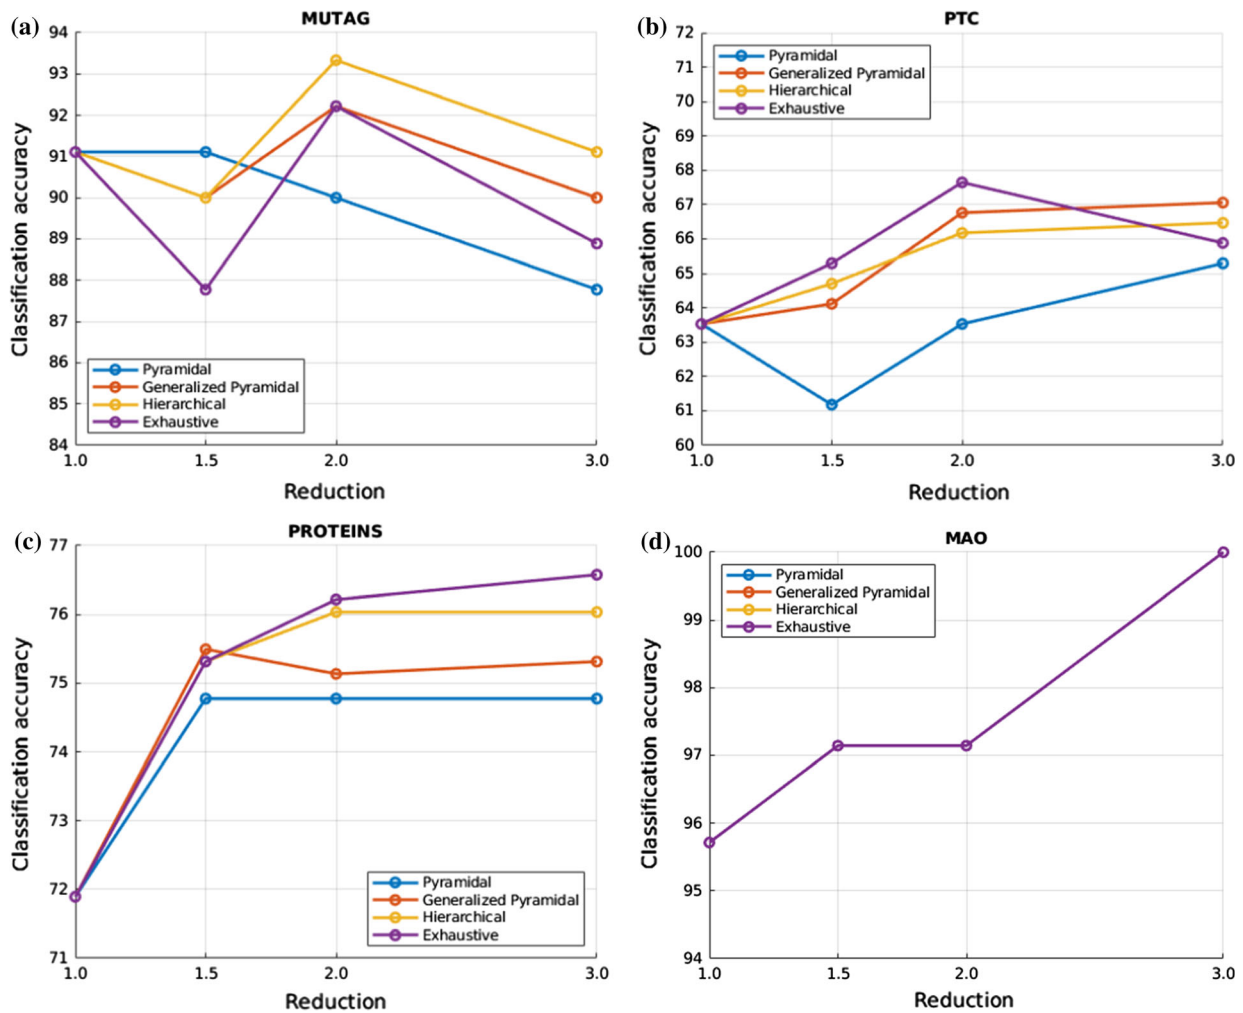 (a)
MUTAG
94
93
92
91
90
89
88
87
86
85
84
Classification accuracy
Pyramidal
Generalized Pyramidal
Hierarchical
Exhaustive
1.0 1.5 2.0 3.0
Reduction
(b)
PTC
72
71
70
69
68
67
66
65
64
63
62
61
60
Classification accuracy
Pyramidal
Generalized Pyramidal
Hierarchical
Exhaustive
1.0 1.5 2.0 3.0
Reduction
(c)
PROTEINS
77
76
75
74
73
72
71
Classification accuracy
Pyramidal
Generalized Pyramidal
Hierarchical
Exhaustive
1.0 1.5 2.0 3.0
Reduction
(d)
MAO
100
99
98
97
96
95
94
Classification accuracy
Pyramidal
Generalized Pyramidal
Hierarchical
Exhaustive
1.0 1.5 2.0 3.0
Reduction